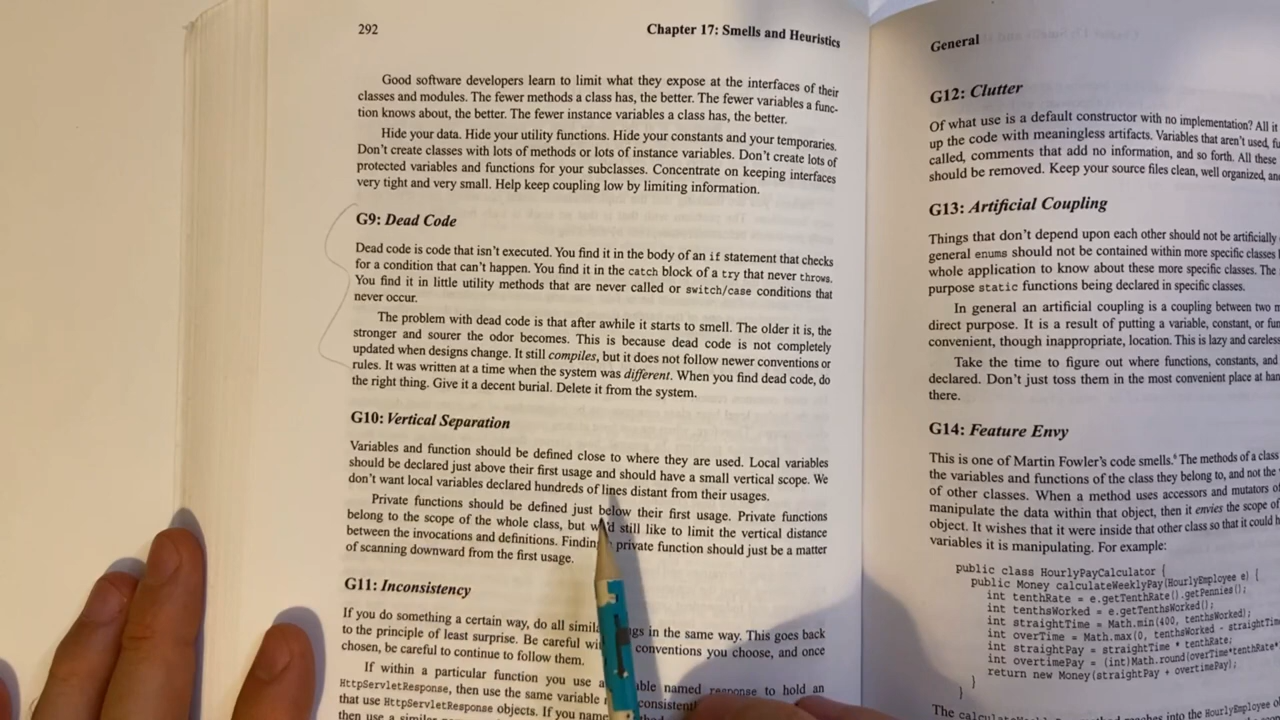 292
Chapter 17: Smells and Heuristics
Good software developers learn to limit what they expose at the interfaces of their
classes and modules. The fewer methods a class has, the better. The fewer variables a func-
tion knows about, the better. The fewer instance variables a class has, the better.
Hide your data. Hide your utility functions. Hide your constants and your temporaries.
Don't create classes with lots of methods or lots of instance variables. Don't create lots of
protected variables and functions for your subclasses. Concentrate on keeping interfaces
very tight and very small. Help keep coupling low by limiting information.
G9: Dead Code
Dead code is code that isn't executed. You find it in the body of an if statement that checks
for a condition that can't happen. You find it in the catch block of a try that never throws.
You find it in little utility methods that are never called or switch/case conditions that
never occur.
The problem with dead code is that after awhile it starts to smell. The older it is, the
stronger and sourer the odor becomes. This is because dead code is not completely
updated when designs change. It still compiles, but it does not follow newer conventions or
rules. It was written at a time when the system was different. When you find dead code, do
the right thing. Give it a decent burial. Delete it from the system.
G10: Vertical Separation
Variables and function should be defined close to where they are used. Local variables
should be declared just above their first usage and should have a small vertical scope. We
don't want local variables declared hundreds of lines distant from their usages.
Private functions should be defined just below their first usage. Private functions
belong to the scope of the whole class, but we'd still like to limit the vertical distance
between the invocations and definitions. Finding private function should just be a matter
of scanning downward from the first usage.
G11: Inconsistency
If you do something a certain way, do all in the same way. This goes back
to the principle of least surprise. Be careful conventions you choose, and once
chosen, be careful to continue to follow them.
If within a particular function you use a named response to hold an
HttpServletResponse, then use the same variable
that use HttpServletResponse objects. If you name
then use a
General
G12: Clutter
Of what use is a default constructor with no implementation? All it
up the code with meaningless artifacts. Variables that aren't used,
called, comments that add no information, and so forth. All these
should be removed. Keep your source files clean, well organized,
G13: Artificial Coupling
Things that don't depend upon each other should not be artificially
general enums should not be contained within more specific classes
whole application to know about these more specific classes. The
purpose static functions being declared in specific classes.
In general an artificial coupling is a coupling between two
direct purpose. It is a result of putting a variable, constant, or
convenient, though inappropriate, location. This is lazy and careless
Take the time to figure out where functions, constants, and
declared. Don't just toss them in the most convenient place at
there.
G14: Feature Envy
This is one of Martin Fowler's code smells.6 The methods of a class
the variables and functions of the class they belong to, and not the
of other classes. When a method uses accessors and mutators of
manipulate the data within that object, then it envies the scope of
object. It wishes that it were inside that other class so that it could
variables it is manipulating. For example:
public class HourlyPayCalculator {
public Money calculateWeeklyPay(HourlyEmployee e) {
int tenthRate = e.getTenthRate().getPennies();
int tenthsWorked = e.getTenthsWorked();
int straightTime = Math.min(400, tenthsWorked);
int overTime = Math.max(0, tenthsWorked - straightTime
int straightPay = straightTime * tenthRate;
int overtimePay = (int)Math.round(overTime*tenthRate*
return new Money(straightPay + overtimePay);
}
}
The reaches into the HourlyEmployee